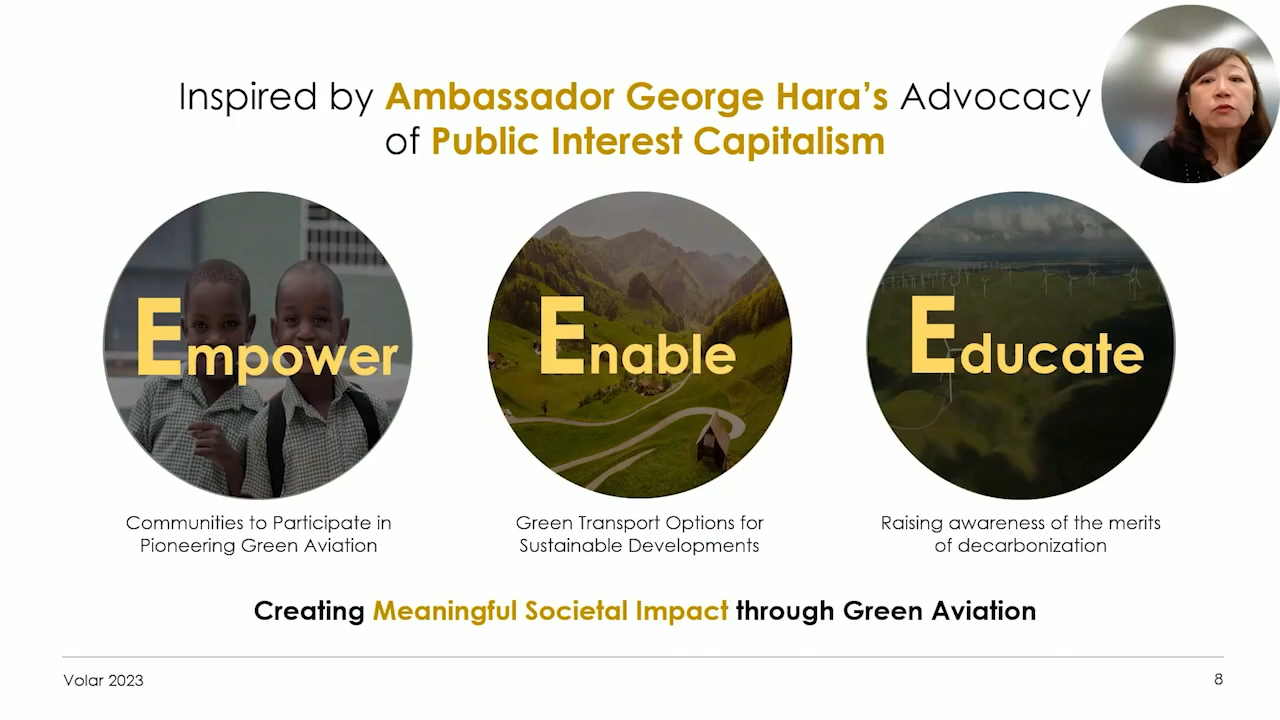 Inspired by Ambassador George Hara's Advocacy
of Public Interest Capitalism
Empower
Enable
Educate
Communities to Participate in
Pioneering Green Aviation
Green Transport Options for
Sustainable Developments
Raising awareness of the merits
of decarbonization
Creating Meaningful Societal Impact through Green Aviation
Volar 2023
8